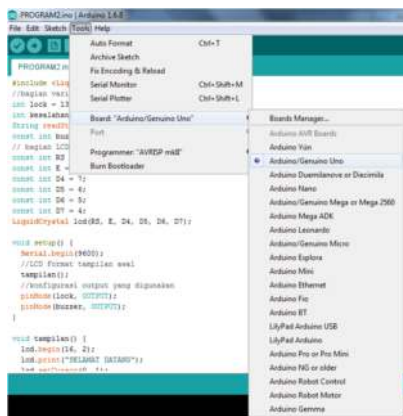 PROGRAM2.ino | Arduino 1.6.8
File Edit Sketch Tools Help
Auto Format Ctrl+T
Archive Sketch
Fix Encoding & Reload
Serial Monitor Ctrl+Shift+M
Serial Plotter Ctrl+Shift+L
Board: "Arduino/Genuino Uno"
Port
Programmer: "AVRISP mkII"
Burn Bootloader
Boards Manager...
Arduino AVR Boards
Arduino Yún
Arduino/Genuino Uno
Arduino Duemilanove or Diecimila
Arduino Nano
Arduino/Genuino Mega or Mega 2560
Arduino Mega ADK
Arduino Leonardo
Arduino/Genuino Micro
Arduino Esplora
Arduino Mini
Arduino Ethernet
Arduino Fio
Arduino BT
LilyPad Arduino USB
LilyPad Arduino
Arduino Pro or Pro Mini
Arduino NG or older
Arduino Robot Control
Arduino Robot Motor
Arduino Gemma
PROGRAM2
#include
//bagian vari
int lock = 13
int kesalahan
String readSt
const int buz
// bagian LCD
const int RS
const int E =
const int D4 = 7;
const int D5 = 6;
const int D6 = 5;
const int D7 = 4;
LiquidCrystal lcd(RS, E, D4, D5, D6, D7);
void setup() {
Serial.begin(9600);
//LCD format tampilan awal
tampilan();
//konfigurasi output yang digunakan
pinMode(lock, OUTPUT);
pinMode(buzzer, OUTPUT);
}
void tampilan() {
lcd.begin(16, 2);
lcd.print("SELAMAT DATANG");